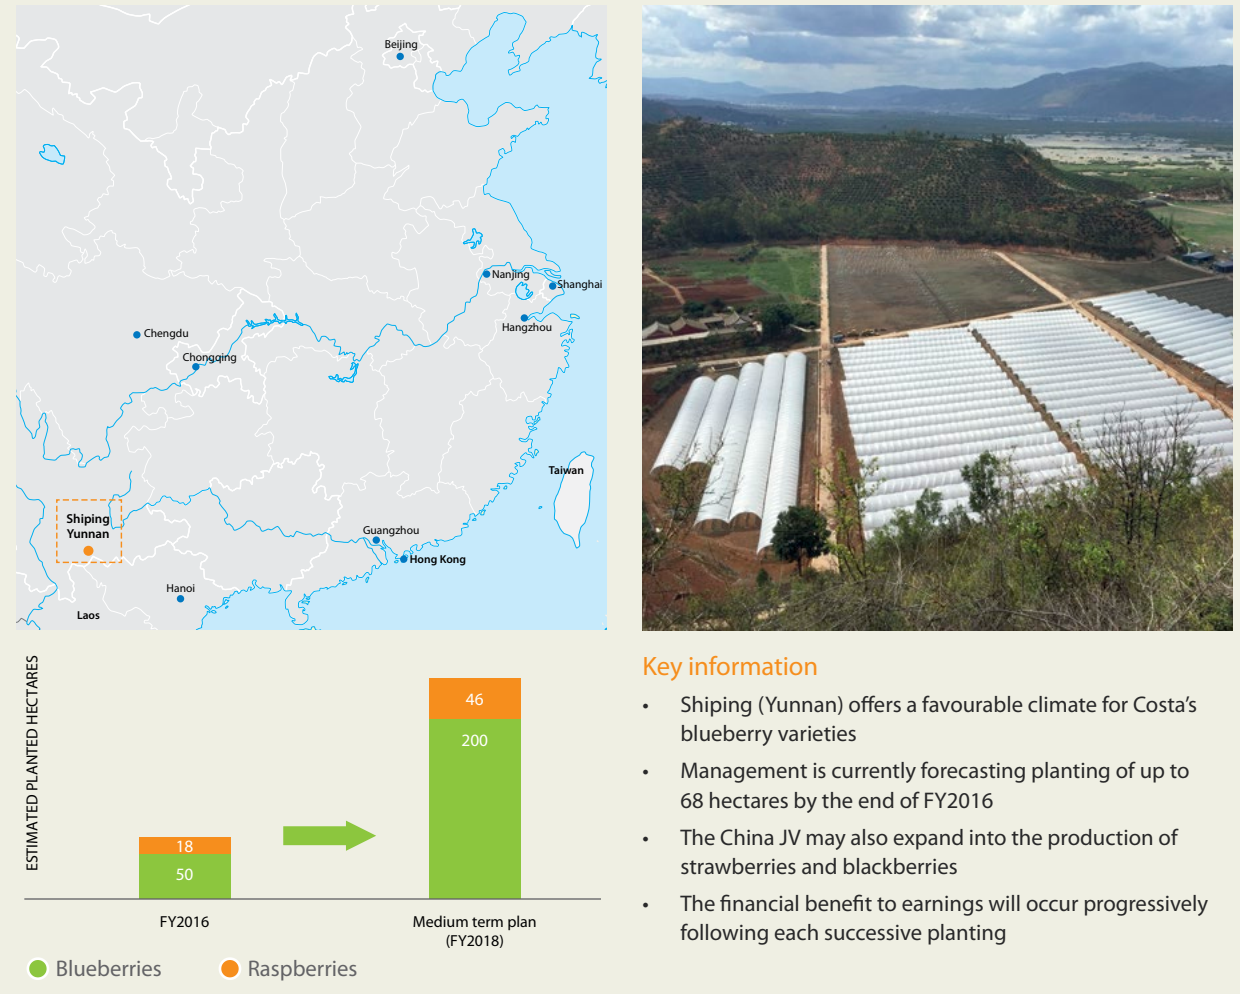 Beijing
Nanjing
Shanghai
Hangzhou
Chengdu
Chongqing
Taiwan
Shiping
Yunnan
Guangzhou
Hong Kong
Hanoi
Laos
ESTIMATED PLANTED HECTARES
46
200
18
50
FY2016
Medium term plan
(FY2018)
Blueberries
Raspberries
Key information
• Shiping (Yunnan) offers a favourable climate for Costa’s
blueberry varieties
• Management is currently forecasting planting of up to
68 hectares by the end of FY2016
• The China JV may also expand into the production of
strawberries and blackberries
• The financial benefit to earnings will occur progressively
following each successive planting